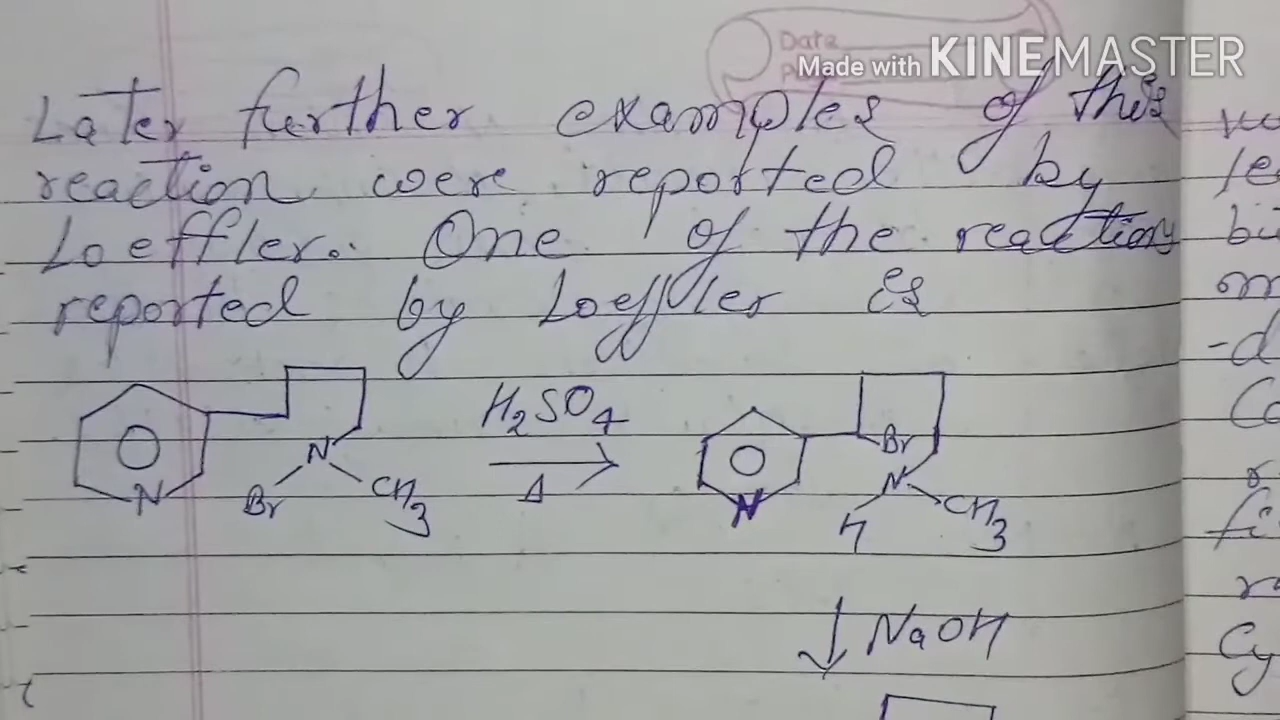 Date
Made with KINEMASTER
Later further examples of this
reaction were reported by
Loeffler. One of the reaction
reported by Loeffler is
H2SO4
Δ
N
Br
N
CH3
Br
N
N
H
CH3
↓ NaOH